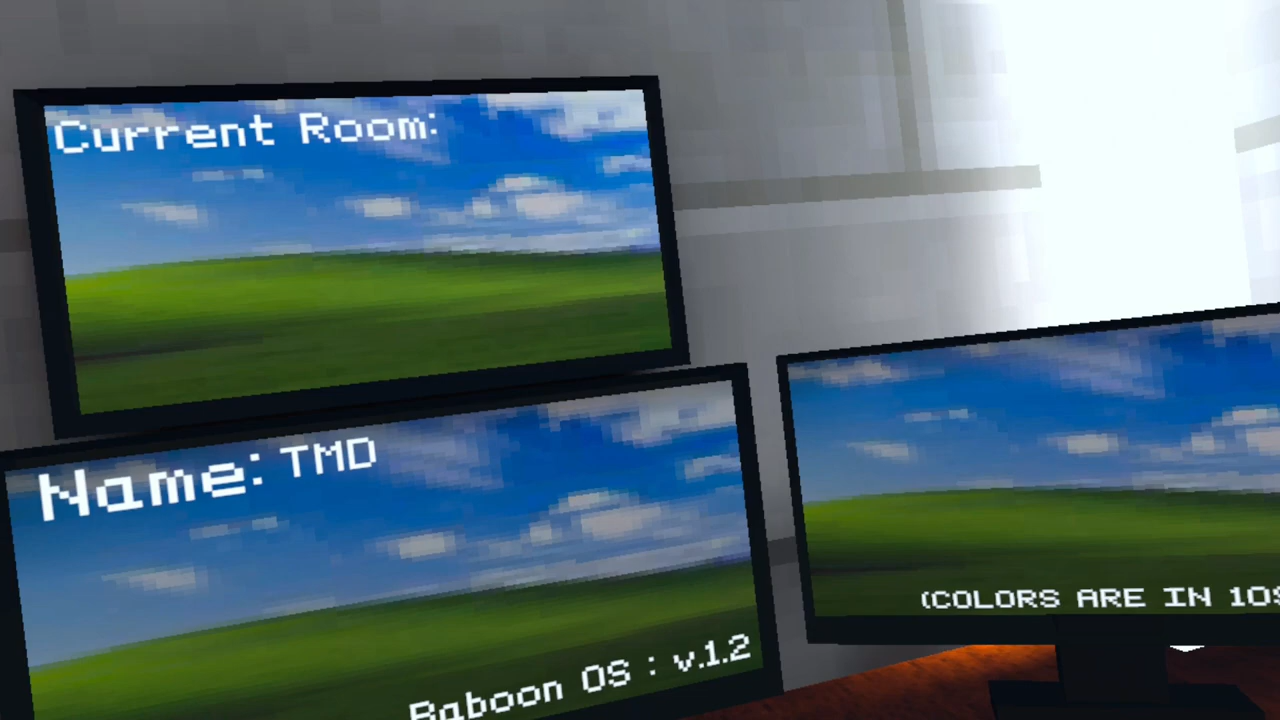 Current Room:
Name: TMD
Baboon OS : v.1.2
(COLORS ARE IN 10S